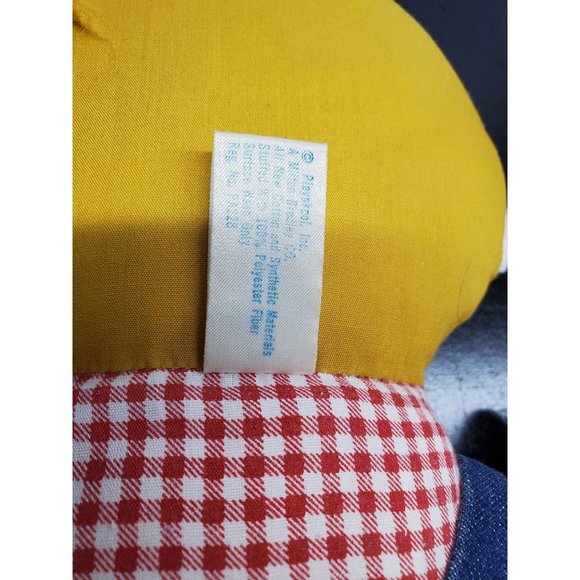 © Playskool, Inc.
A Milton Bradley CO.
All New Cotton and Synthetic Materials
Stuffed 100% Polyester Fiber
Surface Wash Only
Reg. No.